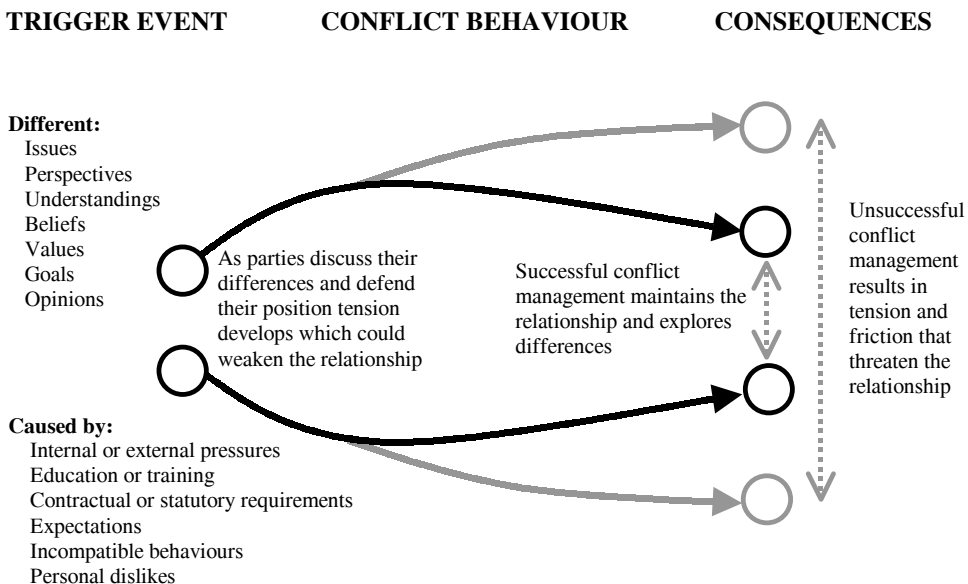 TRIGGER EVENT
CONFLICT BEHAVIOUR
CONSEQUENCES
Different:
Issues
Perspectives
Understandings
Beliefs
Values
Goals
Opinions
As parties discuss their
differences and defend
their position tension
develops which could
weaken the relationship
Successful conflict
management maintains the
relationship and explores
differences
Unsuccessful
conflict
management
results in
tension and
friction that
threaten the
relationship
Caused by:
Internal or external pressures
Education or training
Contractual or statutory requirements
Expectations
Incompatible behaviours
Personal dislikes